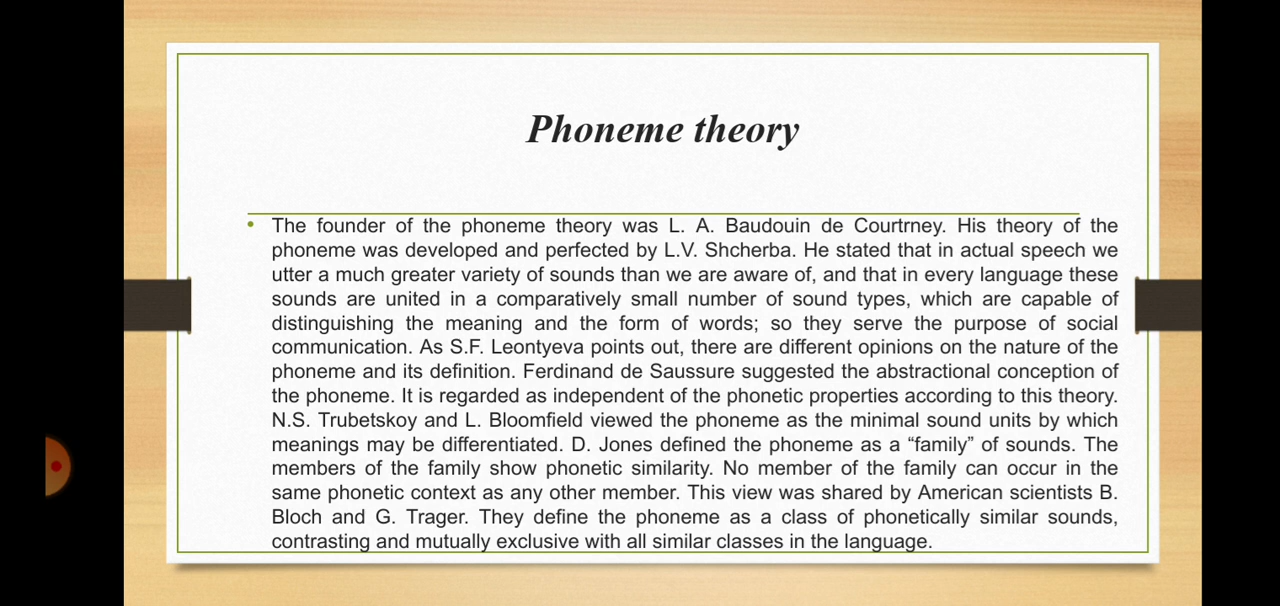 Phoneme theory
• The founder of the phoneme theory was L. A. Baudouin de Courtrney. His theory of the
phoneme was developed and perfected by L.V. Shcherba. He stated that in actual speech we
utter a much greater variety of sounds than we are aware of, and that in every language these
sounds are united in a comparatively small number of sound types, which are capable of
distinguishing the meaning and the form of words; so they serve the purpose of social
communication. As S.F. Leontyeva points out, there are different opinions on the nature of the
phoneme and its definition. Ferdinand de Saussure suggested the abstractional conception of
the phoneme. It is regarded as independent of the phonetic properties according to this theory.
N.S. Trubetskoy and L. Bloomfield viewed the phoneme as the minimal sound units by which
meanings may be differentiated. D. Jones defined the phoneme as a “family” of sounds. The
members of the family show phonetic similarity. No member of the family can occur in the
same phonetic context as any other member. This view was shared by American scientists B.
Bloch and G. Trager. They define the phoneme as a class of phonetically similar sounds,
contrasting and mutually exclusive with all similar classes in the language.